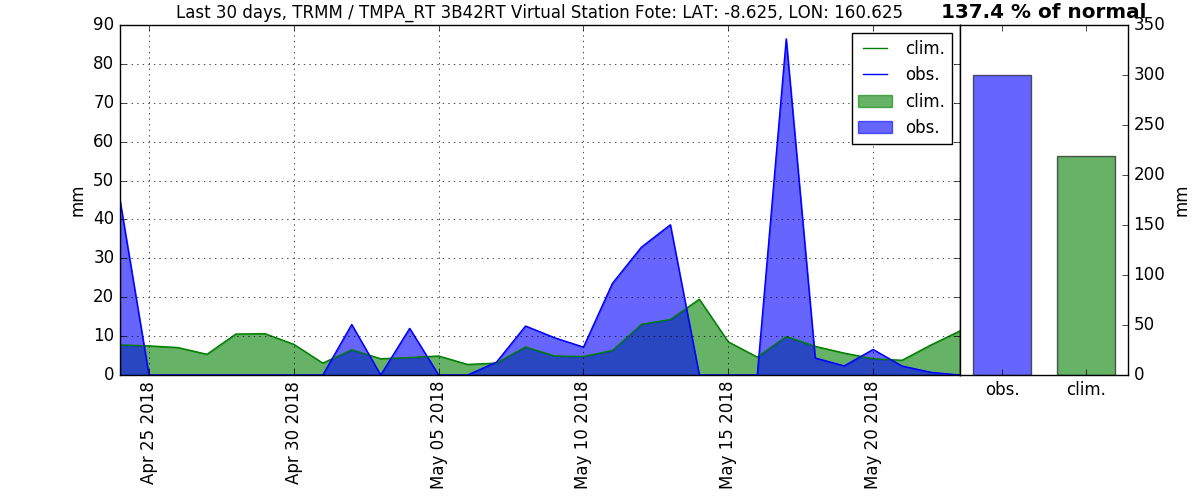 Last 30 days, TRMM / TMPA_RT 3B42RT Virtual Station Fote: LAT: -8.625, LON: 160.625
137.4 % of normal
90
80
70
60
50
40
30
20
10
0
mm
clim.
obs.
clim.
obs.
350
300
250
200
150
100
50
0
mm
Apr 25 2018
Apr 30 2018
May 05 2018
May 10 2018
May 15 2018
May 20 2018
obs.
clim.